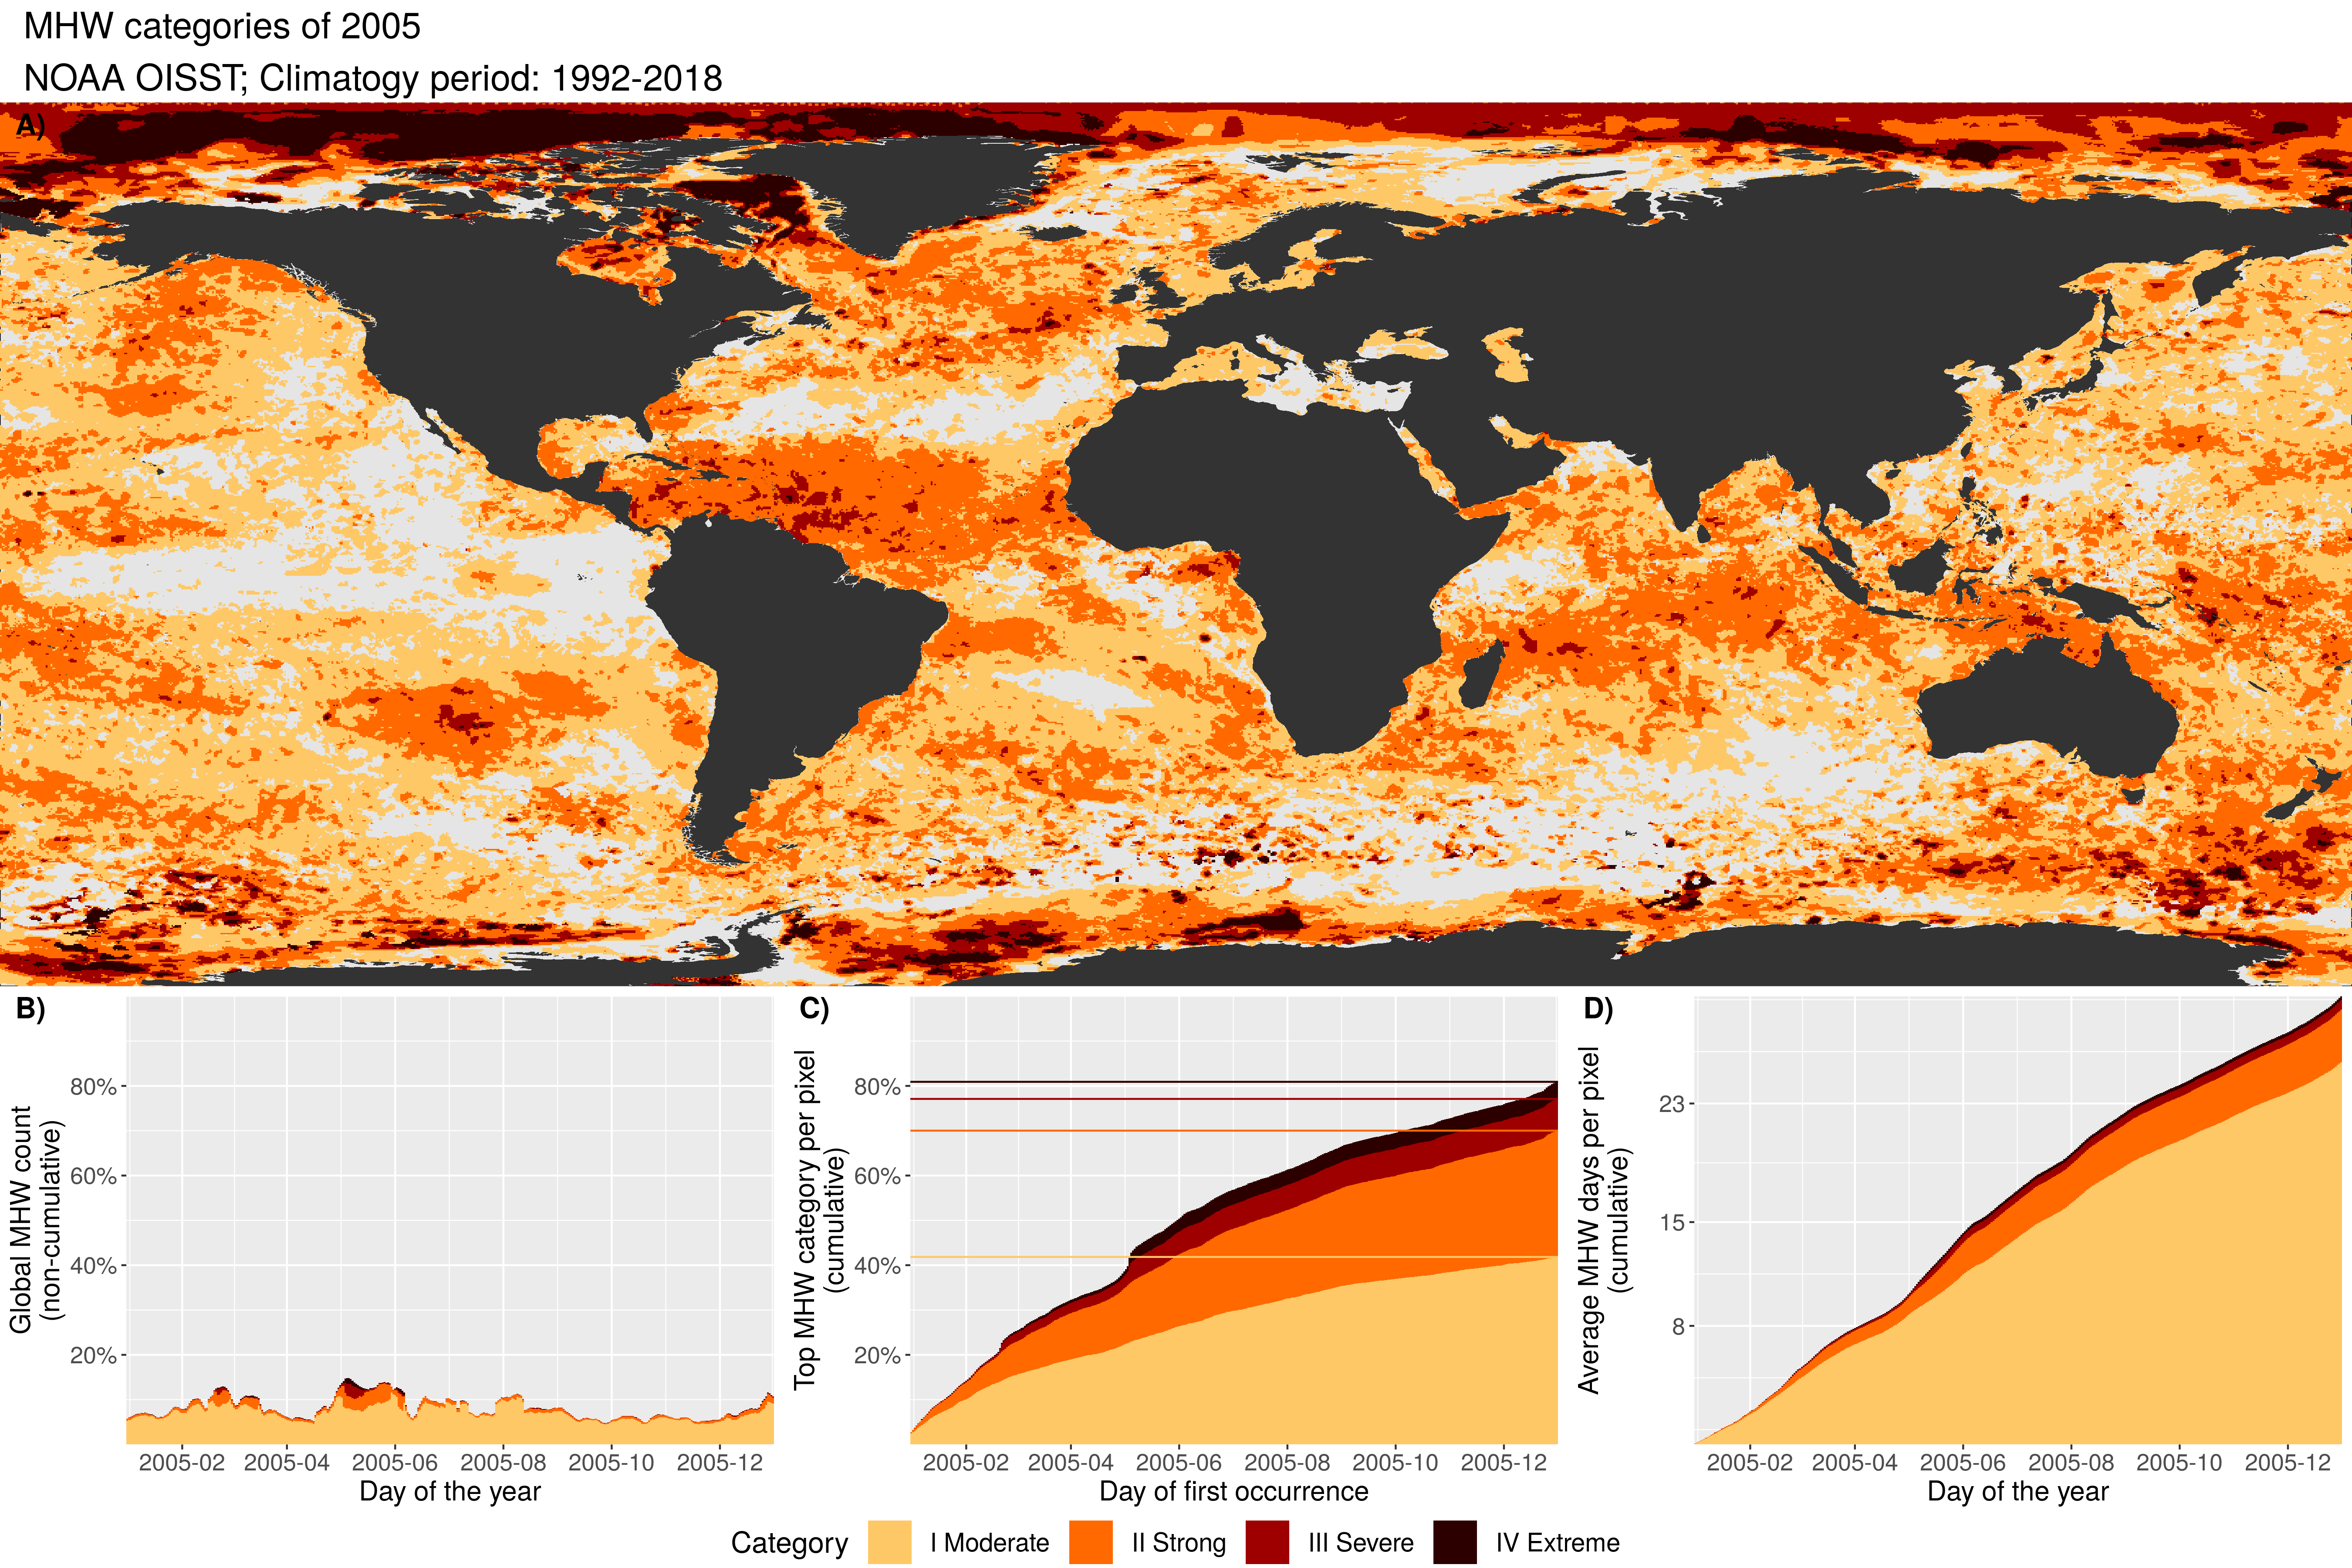 MHW categories of 2005
NOAA OISST; Climatogy period: 1992-2018
A)
B)
Global MHW count
(non-cumulative)
80%
60%
40%
20%
2005-02 2005-04 2005-06 2005-08 2005-10 2005-12
Day of the year
C)
Top MHW category per pixel
(cumulative)
80%
60%
40%
20%
2005-02 2005-04 2005-06 2005-08 2005-10 2005-12
Day of first occurrence
D)
Average MHW days per pixel
(cumulative)
23
15
8
2005-02 2005-04 2005-06 2005-08 2005-10 2005-12
Day of the year
Category I Moderate II Strong III Severe IV Extreme